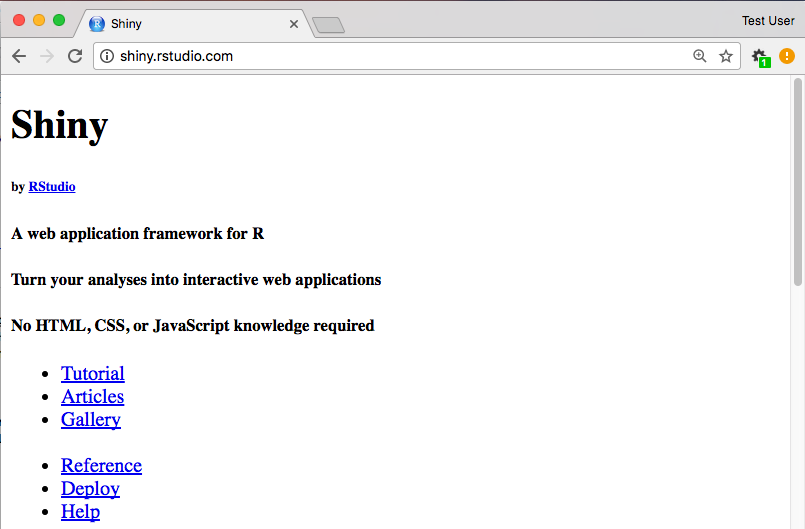 Shiny
Test User
shiny.rstudio.com
1
Shiny
by RStudio
A web application framework for R
Turn your analyses into interactive web applications
No HTML, CSS, or JavaScript knowledge required
Tutorial
Articles
Gallery
Reference
Deploy
Help